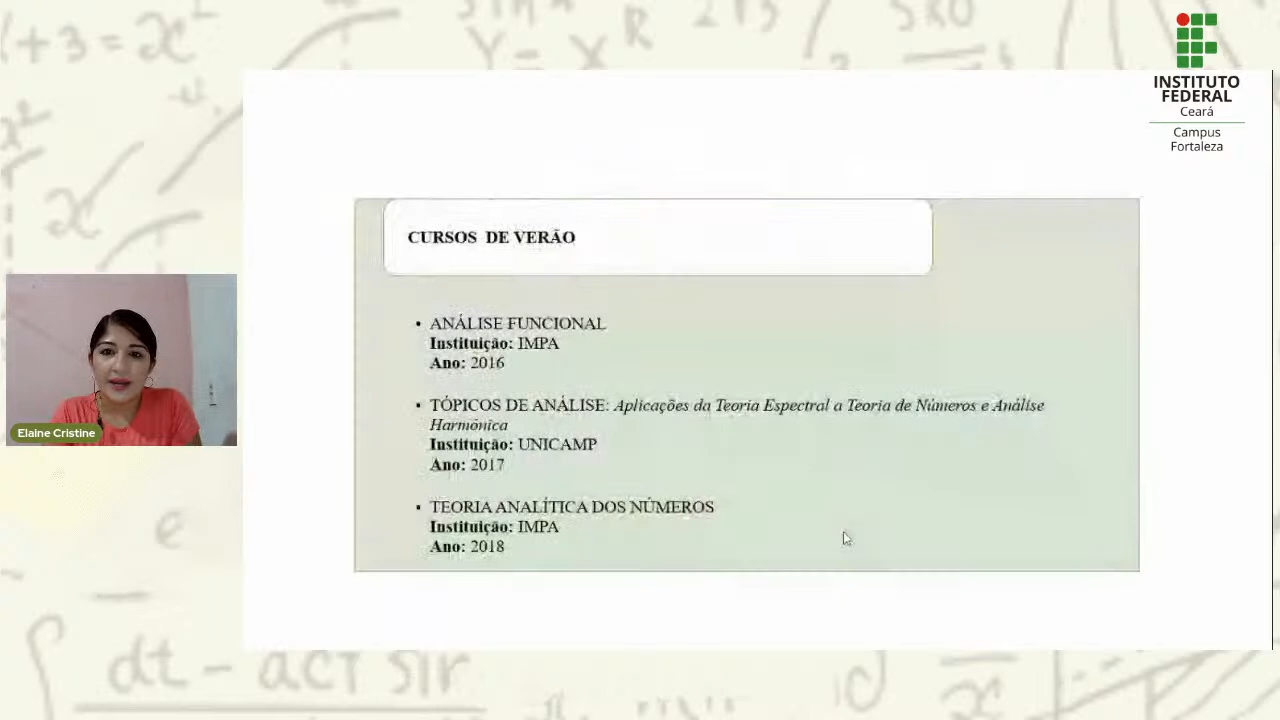 INSTITUTO
FEDERAL
Ceará
Campus
Fortaleza
CURSOS DE VERÃO
• ANÁLISE FUNCIONAL
Instituição: IMPA
Ano: 2016
• TÓPICOS DE ANÁLISE: Aplicações da Teoria Espectral a Teoria de Números e Análise
Harmônica
Instituição: UNICAMP
Ano: 2017
• TEORIA ANALÍTICA DOS NÚMEROS
Instituição: IMPA
Ano: 2018
Elaine Cristine